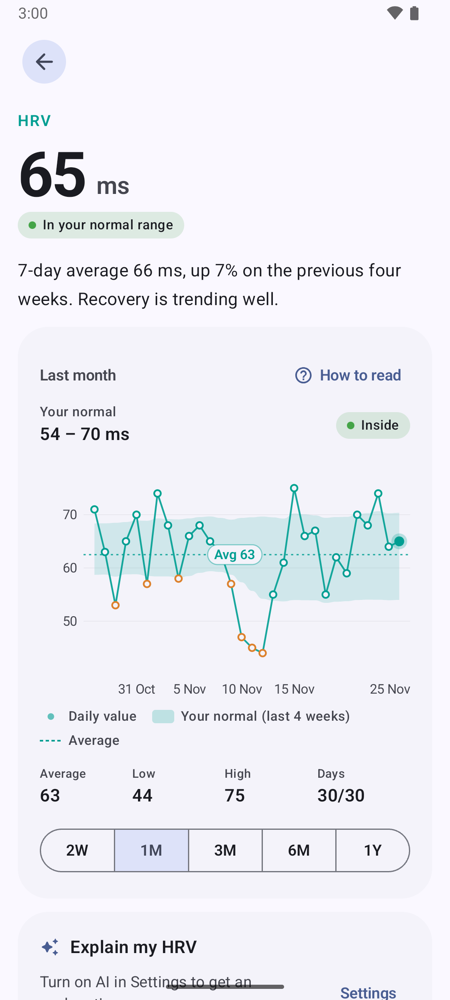 3:00
HRV
65 ms
In your normal range
7-day average 66 ms, up 7% on the previous four
weeks. Recovery is trending well.
Last month
How to read
Your normal
54 – 70 ms
Inside
70
Avg 63
60
50
31 Oct 5 Nov 10 Nov 15 Nov 25 Nov
Daily value Your normal (last 4 weeks)
Average
Average Low High Days
63 44 75 30/30
2W 1M 3M 6M 1Y
Explain my HRV
Turn on AI in Settings to get an
Settings